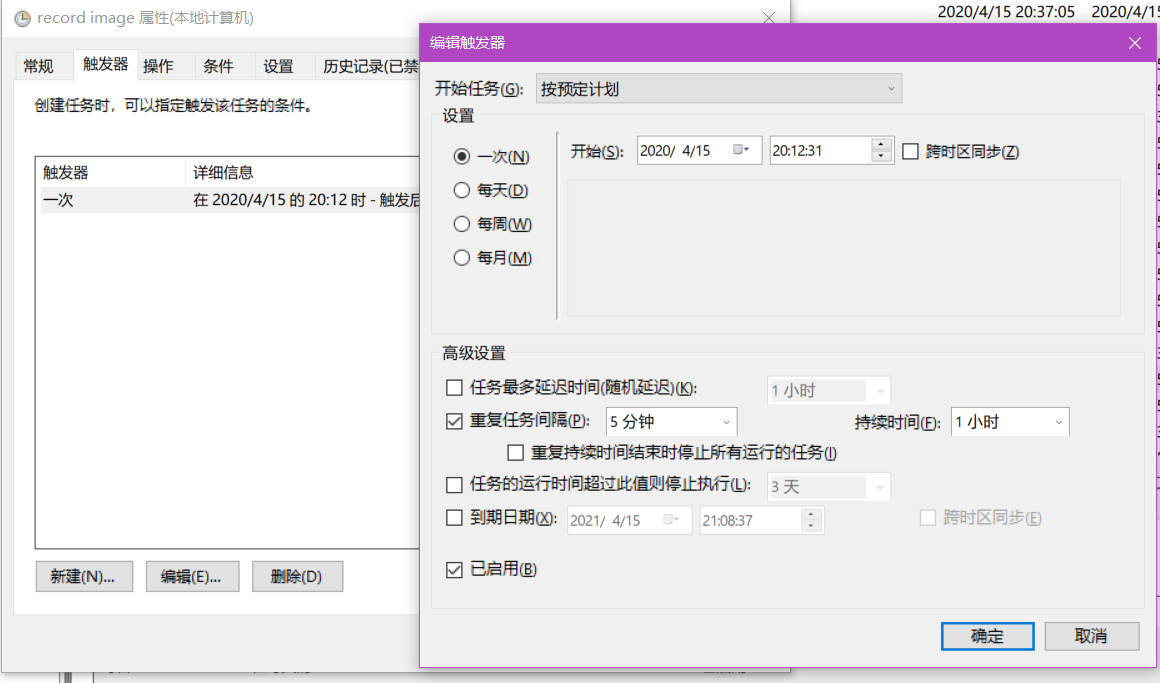 record image 属性(本地计算机)
2020/4/15 20:37:05 2020/4/15
常规 触发器 操作 条件 设置 历史记录(已禁
创建任务时，可以指定触发该任务的条件。
触发器 详细信息
一次 在 2020/4/15 的 20:12 时 - 触发后
新建(N)... 编辑(E)... 删除(D)
编辑触发器
开始任务(G): 按预定计划
设置
一次(N)
每天(D)
每周(W)
每月(M)
开始(S): 2020/ 4/15 20:12:31 跨时区同步(Z)
高级设置
任务最多延迟时间(随机延迟)(K): 1 小时
重复任务间隔(P): 5 分钟 持续时间(F): 1 小时
重复持续时间结束时停止所有运行的任务(I)
任务的运行时间超过此值则停止执行(L): 3 天
到期日期(X): 2021/ 4/15 21:08:37 跨时区同步(E)
已启用(B)
确定 取消